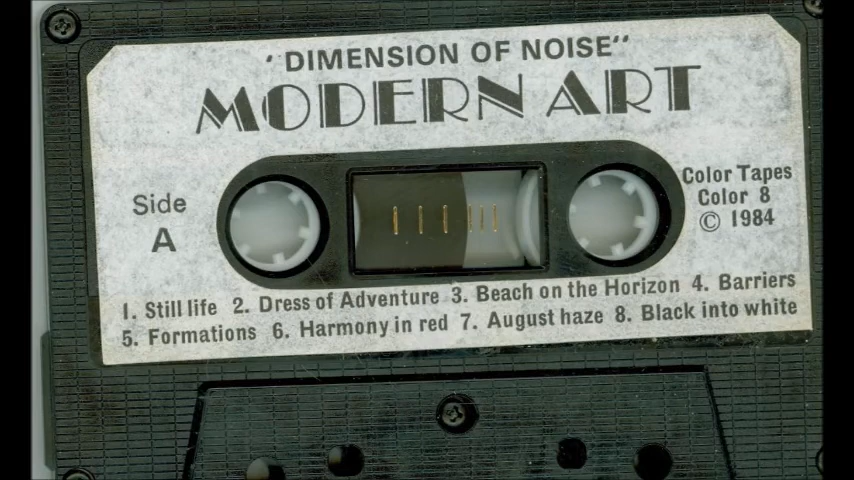 "DIMENSION OF NOISE"
MODERN ART
Side
A
Color Tapes
Color 8
© 1984
1. Still life 2. Dress of Adventure 3. Beach on the Horizon 4. Barriers
5. Formations 6. Harmony in red 7. August haze 8. Black into white